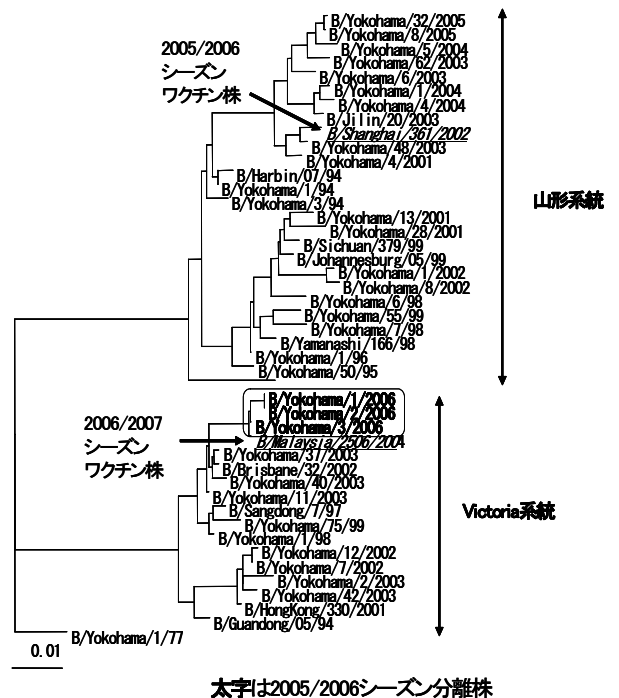 B/Yokohama/32/2005
B/Yokohama/8/2005
B/Yokohama/5/2004
B/Yokohama/62/2003
B/Yokohama/6/2003
B/Yokohama/1/2004
B/Yokohama/4/2004
B/Jilin/20/2003
B/Shanghai/361/2002
B/Yokohama/48/2003
B/Yokohama/4/2001
B/Harbin/07/94
B/Yokohama/1/94
B/Yokohama/3/94
B/Yokohama/13/2001
B/Yokohama/28/2001
B/Sichuan/379/99
B/Johannesburg/05/99
B/Yokohama/1/2002
B/Yokohama/8/2002
B/Yokohama/6/98
B/Yokohama/55/99
B/Yokohama/7/98
B/Yamanashi/166/98
B/Yokohama/1/96
B/Yokohama/50/95
2005/2006
シーズン
ワクチン株
山形系統
B/Yokohama/1/2006
B/Yokohama/2/2006
B/Yokohama/3/2006
B/Malaysia/2506/2004
B/Yokohama/37/2003
B/Brisbane/32/2002
B/Yokohama/40/2003
B/Yokohama/11/2003
B/Sangdong/7/97
B/Yokohama/75/99
B/Yokohama/1/98
B/Yokohama/12/2002
B/Yokohama/7/2002
B/Yokohama/2/2003
B/Yokohama/42/2003
B/HongKong/330/2001
B/Guandong/05/94
2006/2007
シーズン
ワクチン株
Victoria系統
B/Yokohama/1/77
0.01
太字は2005/2006シーズン分離株